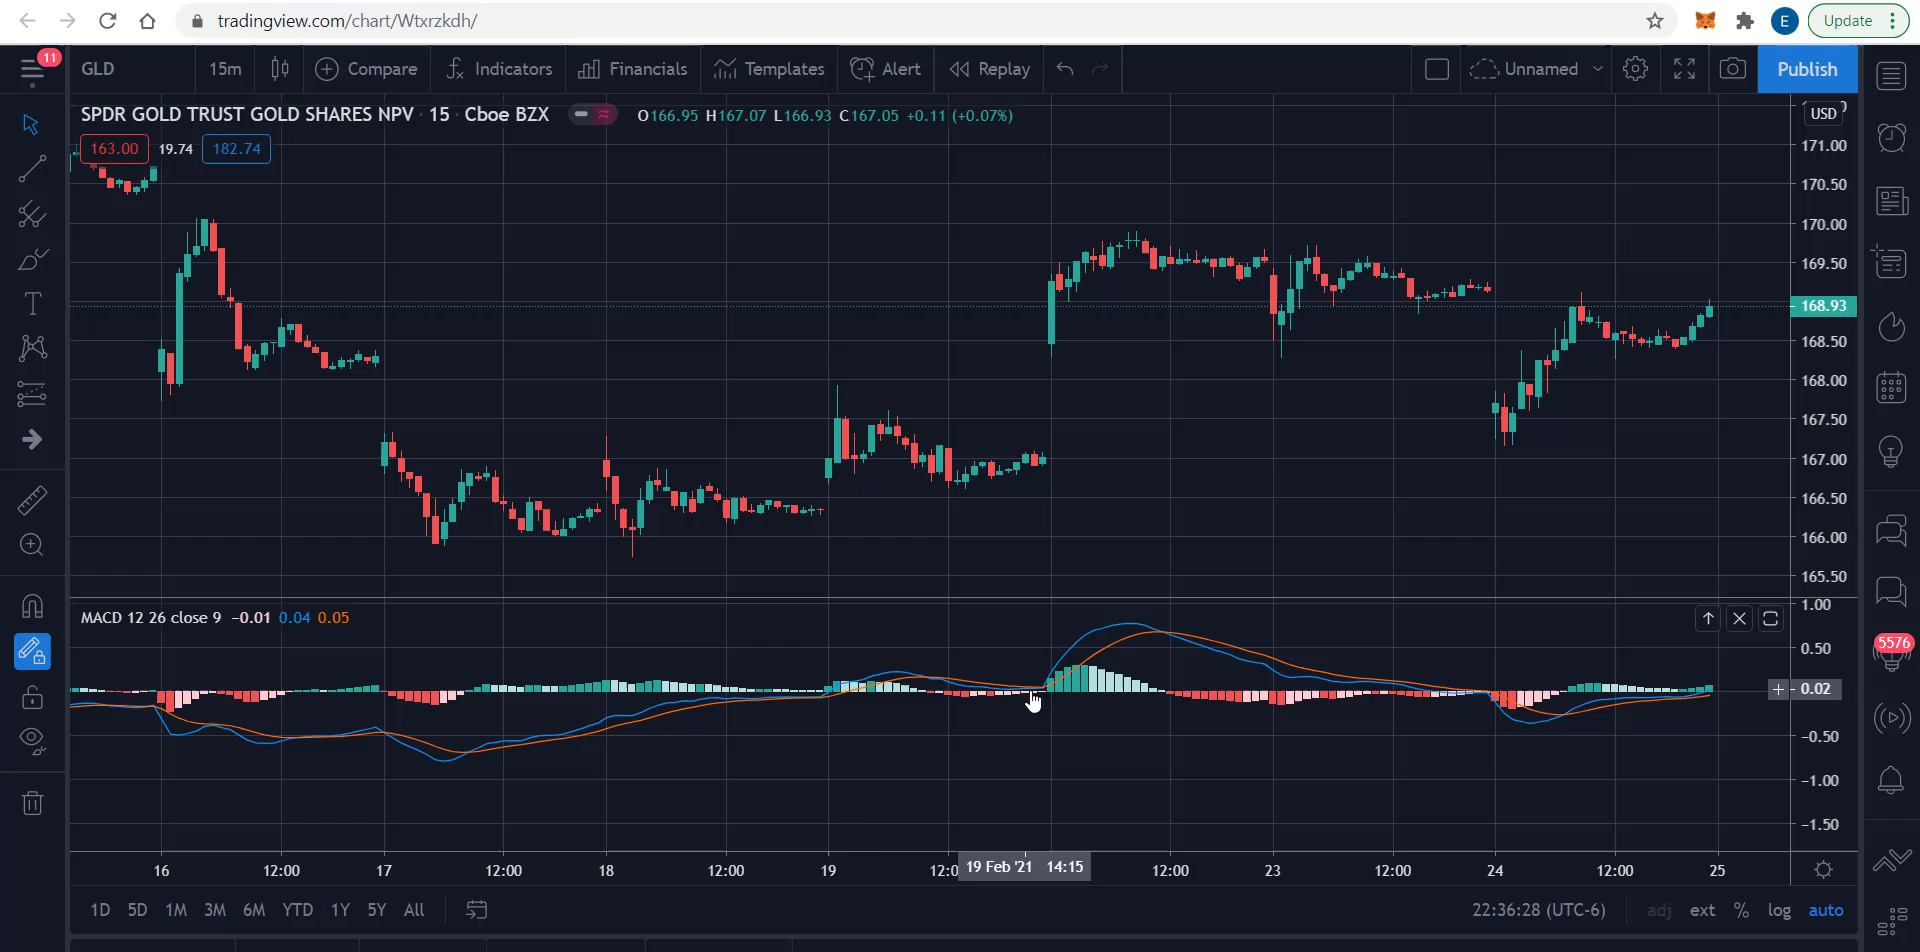 tradingview.com/chart/Wtxrzkdh/
E
Update
11
GLD
15m
Compare
Indicators
Financials
Templates
Alert
Replay
Unnamed
Publish
SPDR GOLD TRUST GOLD SHARES NPV · 15 · Cboe BZX
O166.95 H167.07 L166.93 C167.05 +0.11 (+0.07%)
USD
163.00 19.74 182.74
171.00
170.50
170.00
169.50
168.93
168.50
168.00
167.50
167.00
166.50
166.00
165.50
MACD 12 26 close 9 −0.01 0.04 0.05
1.00
0.50
0.02
−0.50
−1.00
−1.50
5576
16 12:00 17 12:00 18 12:00 19 12:0 19 Feb '21 14:15 12:00 23 12:00 24 12:00 25
1D 5D 1M 3M 6M YTD 1Y 5Y All
22:36:28 (UTC-6)
adj ext % log auto